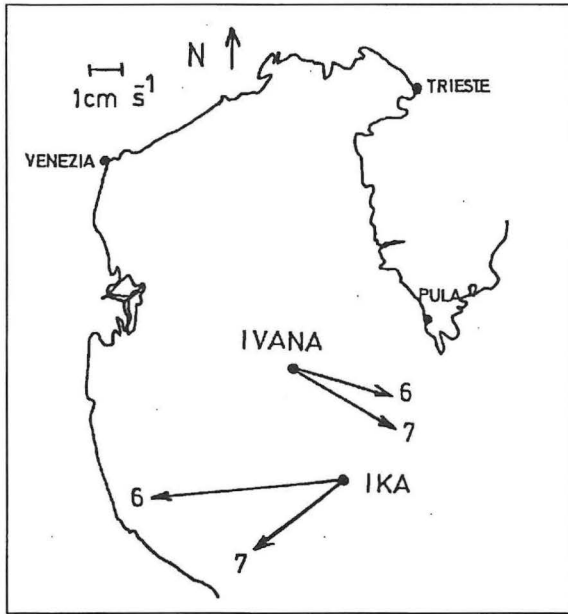 N
1cm s̄¹
TRIESTE
VENEZIA
PULA
IVANA
6
7
6
IKA
7